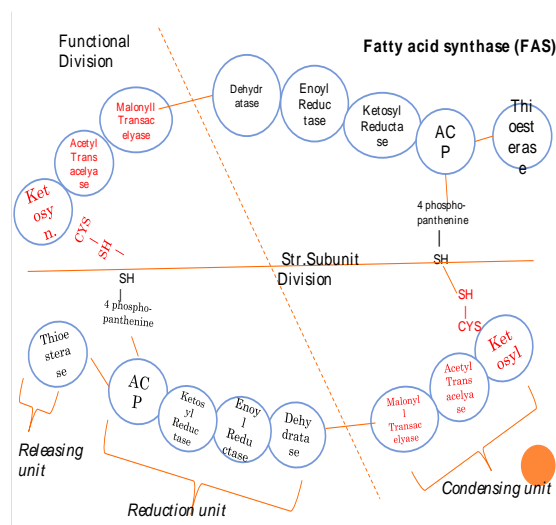 Functional
Division
Fatty acid synthase (FAS)
Ket
osy
n.
Acetyl
Trans
acelya
se
Malonyll
Transac
elyase
Dehydr
atase
Enoyl
Reduc
tase
Ketosyl
Reducta
se
AC
P
Thi
oest
eras
e
CYS
SH
4 phospho-
panthenine
SH
Str.Subunit
Division
SH
4 phospho-
panthenine
SH
CYS
Thioe
stera
se
AC
P
Ketos
yl
Reduc
tase
Enoy
l
Redu
ctase
Dehy
drata
se
Malonyl
l
Transac
elyase
Acetyl
Trans
acelya
se
Ket
osyl
Releasing
unit
Reduction unit
Condensing unit